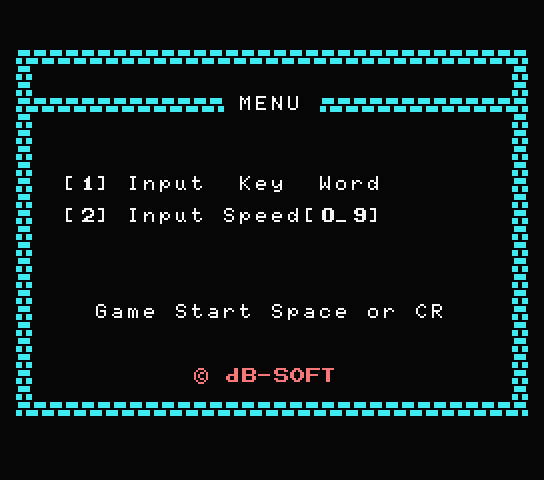 MENU
[1] Input Key Word
[2] Input Speed[0_9]
Game Start Space or CR
© dB-SOFT